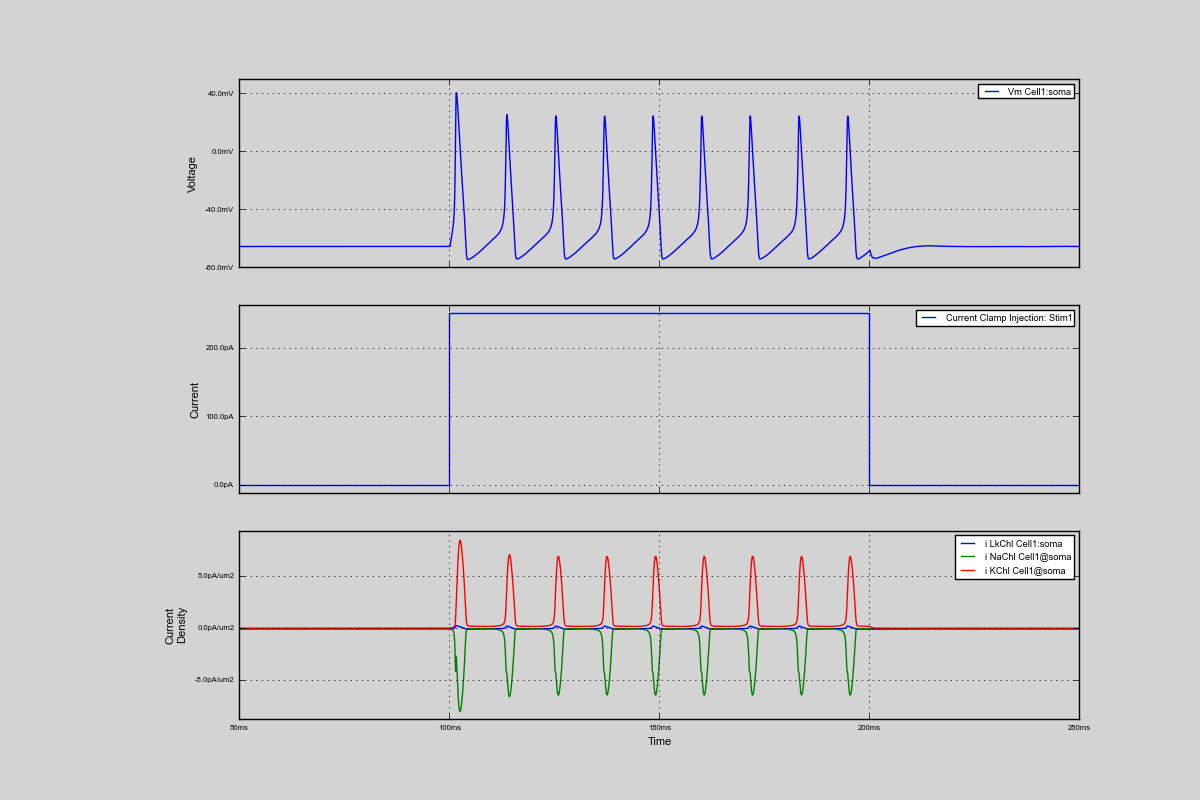 40.0mV
0.0mV
-40.0mV
-80.0mV
Voltage
Vm Cell1:soma
200.0pA
100.0pA
0.0pA
Current
Current Clamp Injection: Stim1
5.0pA/um2
0.0pA/um2
-5.0pA/um2
Current
Density
i LkChl Cell1:soma
i NaChl Cell1@soma
i KChl Cell1@soma
50ms 100ms 150ms 200ms 250ms
Time